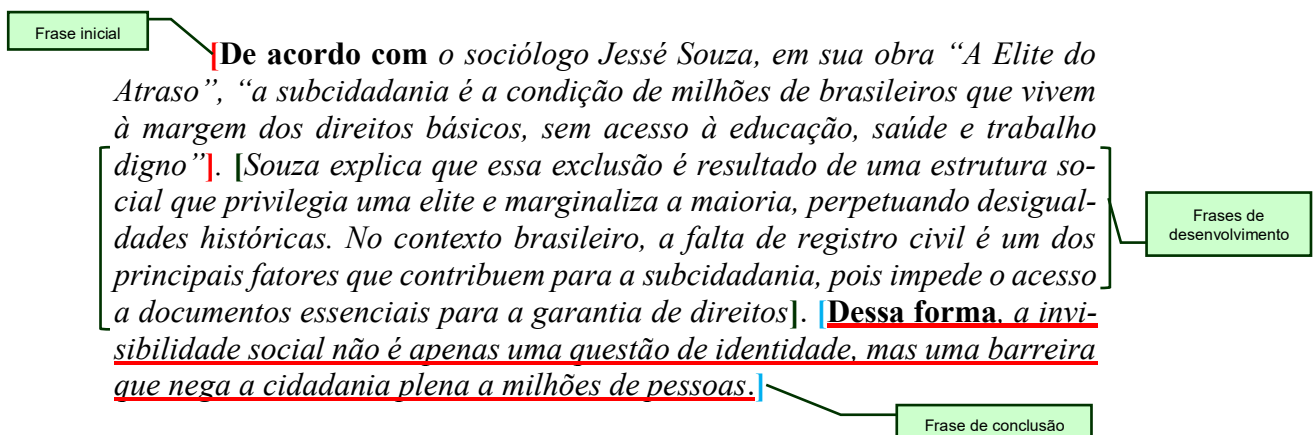 Frase inicial
[De acordo com o sociólogo Jessé Souza, em sua obra “A Elite do
Atraso”, “a subcidadania é a condição de milhões de brasileiros que vivem
à margem dos direitos básicos, sem acesso à educação, saúde e trabalho
digno”]. [Souza explica que essa exclusão é resultado de uma estrutura so-
cial que privilegia uma elite e marginaliza a maioria, perpetuando desigual-
dades históricas. No contexto brasileiro, a falta de registro civil é um dos
principais fatores que contribuem para a subcidadania, pois impede o acesso
a documentos essenciais para a garantia de direitos]. [Dessa forma, a invi-
sibilidade social não é apenas uma questão de identidade, mas uma barreira
que nega a cidadania plena a milhões de pessoas.]
Frases de
desenvolvimento
Frase de conclusão